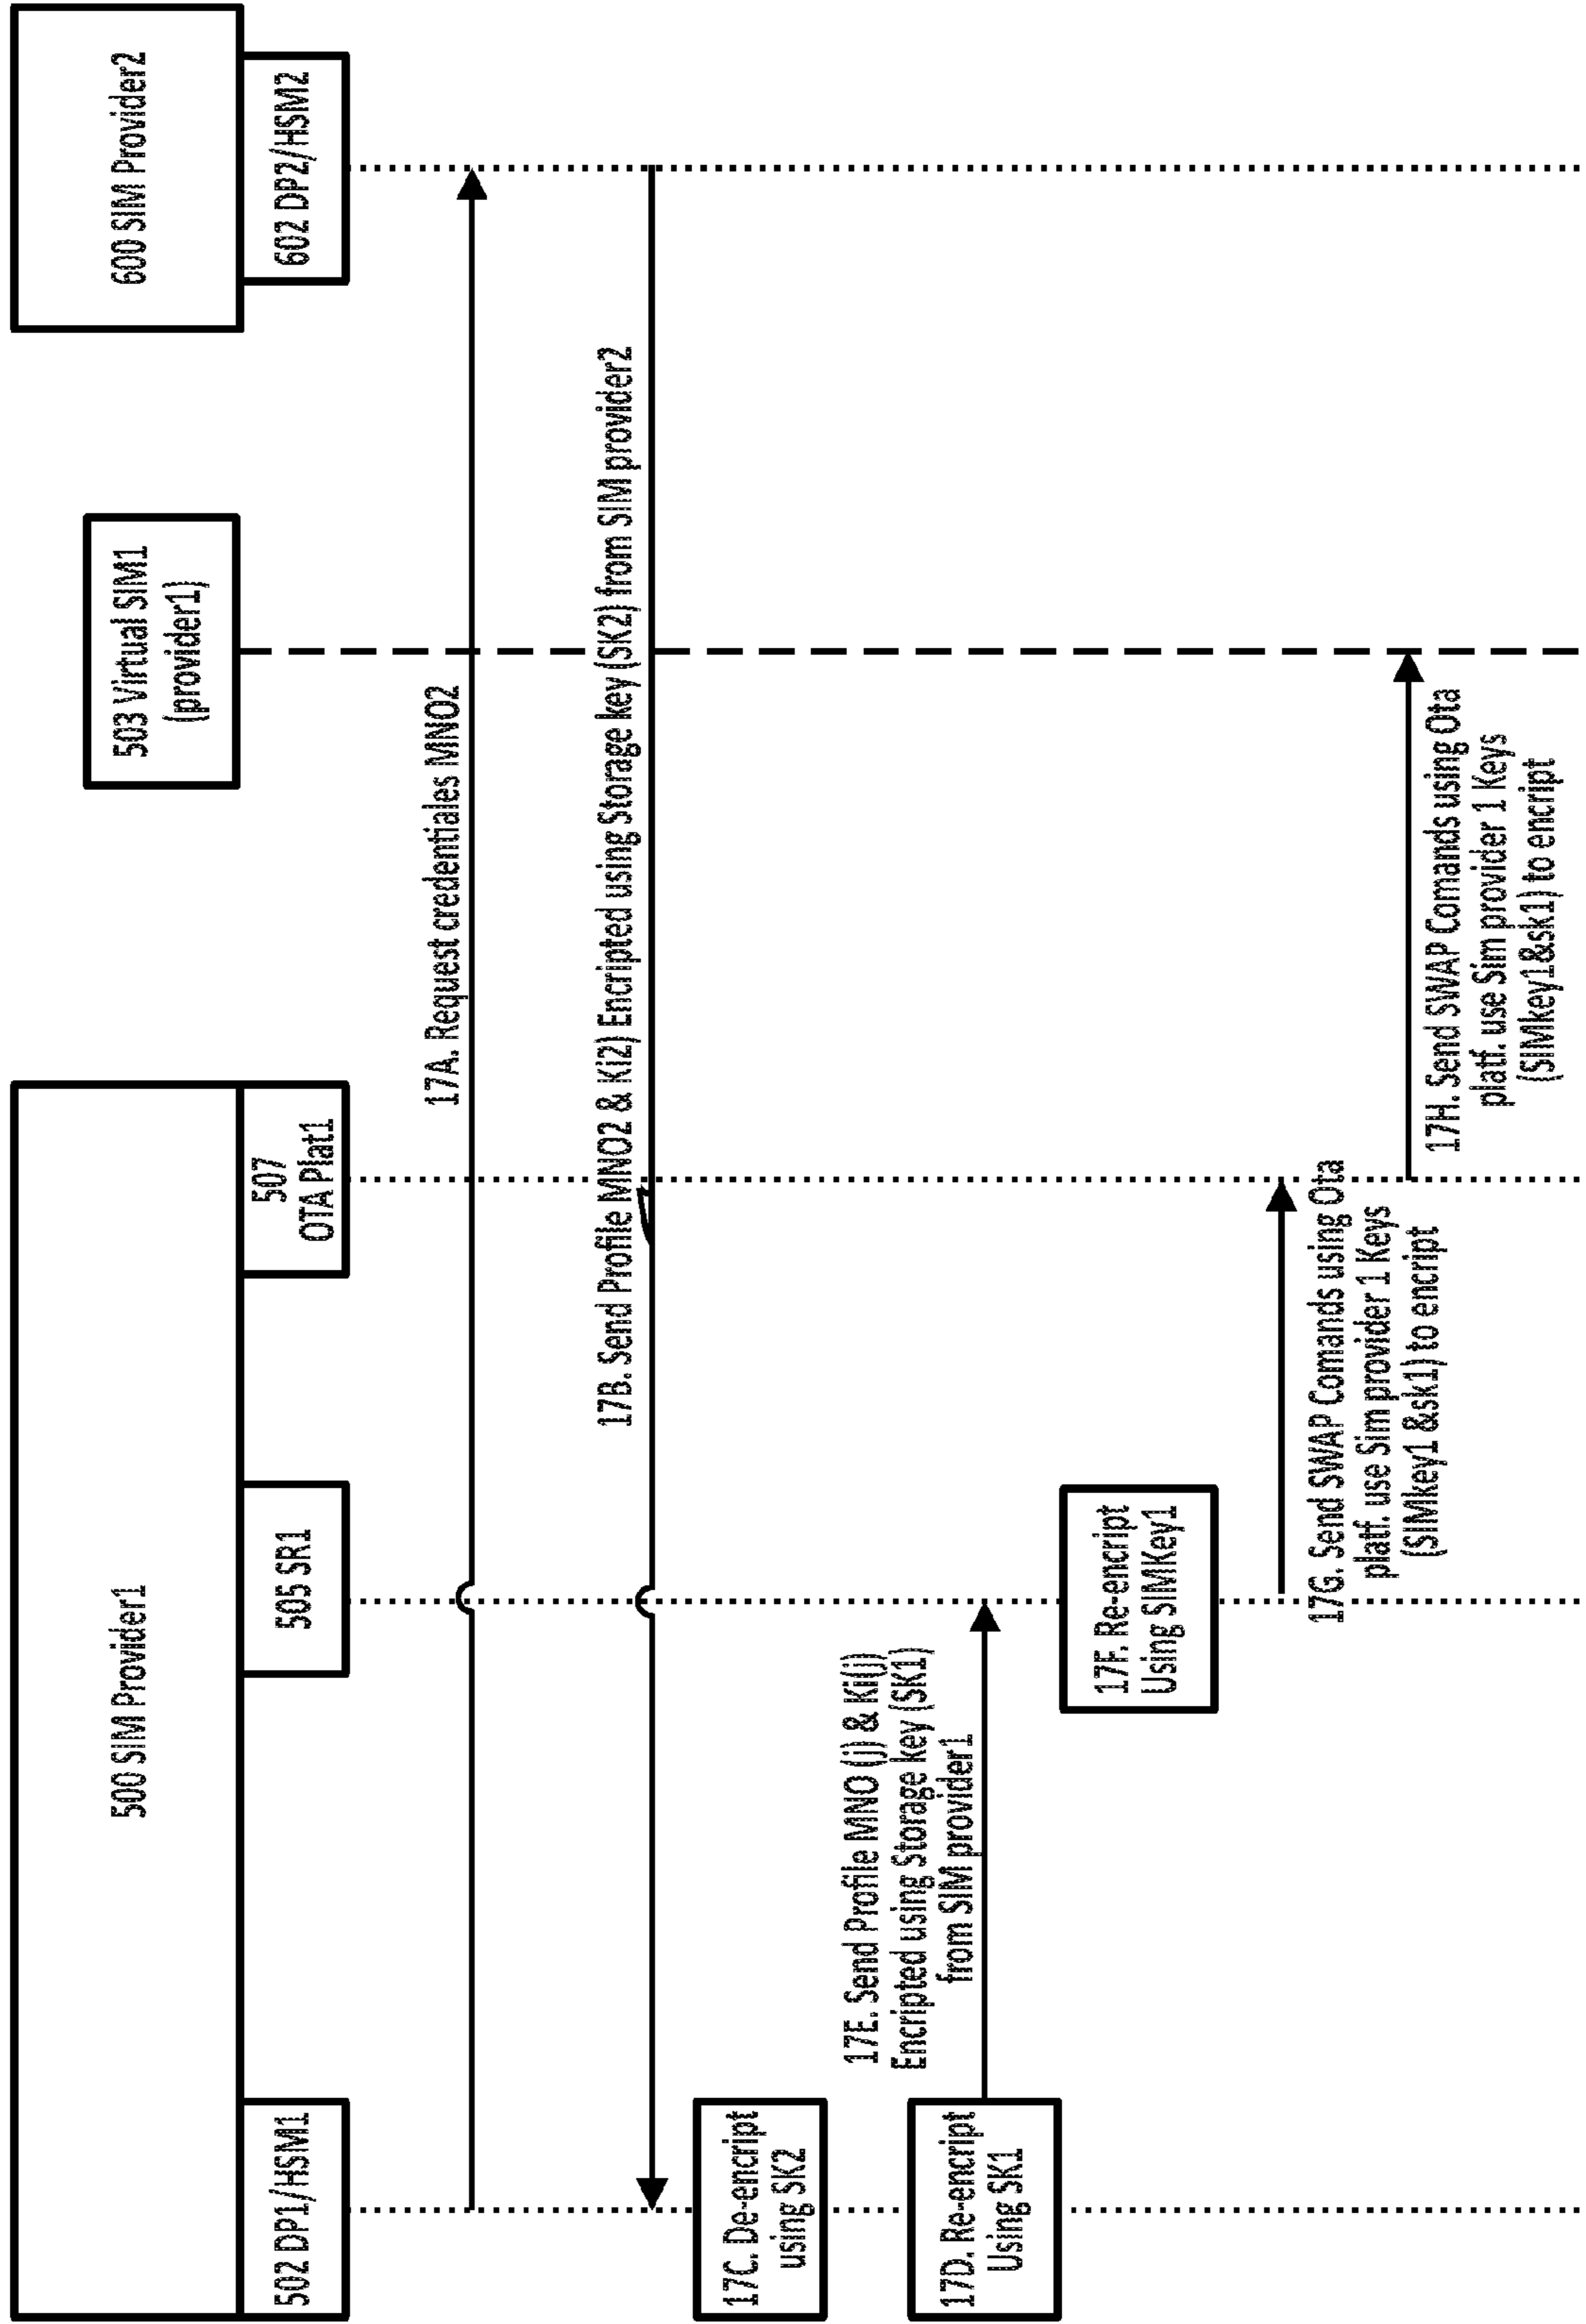 500 SIM Provider1
502 DP1/HSM1
505 SR1
507
OTA Plat1
503 Virtual SIM1
(provider1)
600 SIM Provider2
602 DP2/HSM2
17A. Request credentiales MNO2
17B. Send Profile MNO2 & Ki2) Encripted using Storage key (SK2) from SIM provider2
17C. De-encript
using SK2
17D. Re-encript
Using SK1
17E. Send Profile MNO (j) & Ki(j)
Encripted using Storage key (SK1)
from SIM provider1
17F. Re-encript
Using SIMKey1
17G. Send SWAP Comands using Ota
platf. use Sim provider 1 Keys
(SIMkey1 &sk1) to encript
17H. Send SWAP Comands using Ota
platf. use Sim provider 1 Keys
(SIMkey1&sk1) to encript